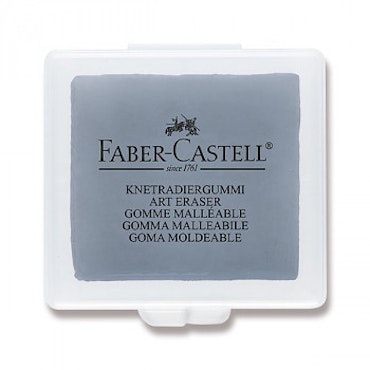 FABER-CASTELL®
since 1761
KNETRADIERGUMMI
ART ERASER
GOMME MALLÉABLE
GOMMA MALLEABILE
GOMA MOLDEABLE